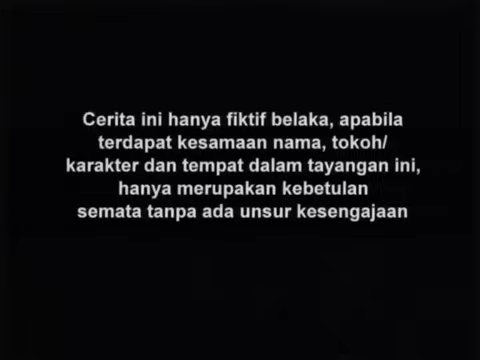 Cerita ini hanya fiktif belaka, apabila
terdapat kesamaan nama, tokoh/
karakter dan tempat dalam tayangan ini,
hanya merupakan kebetulan
semata tanpa ada unsur kesengajaan